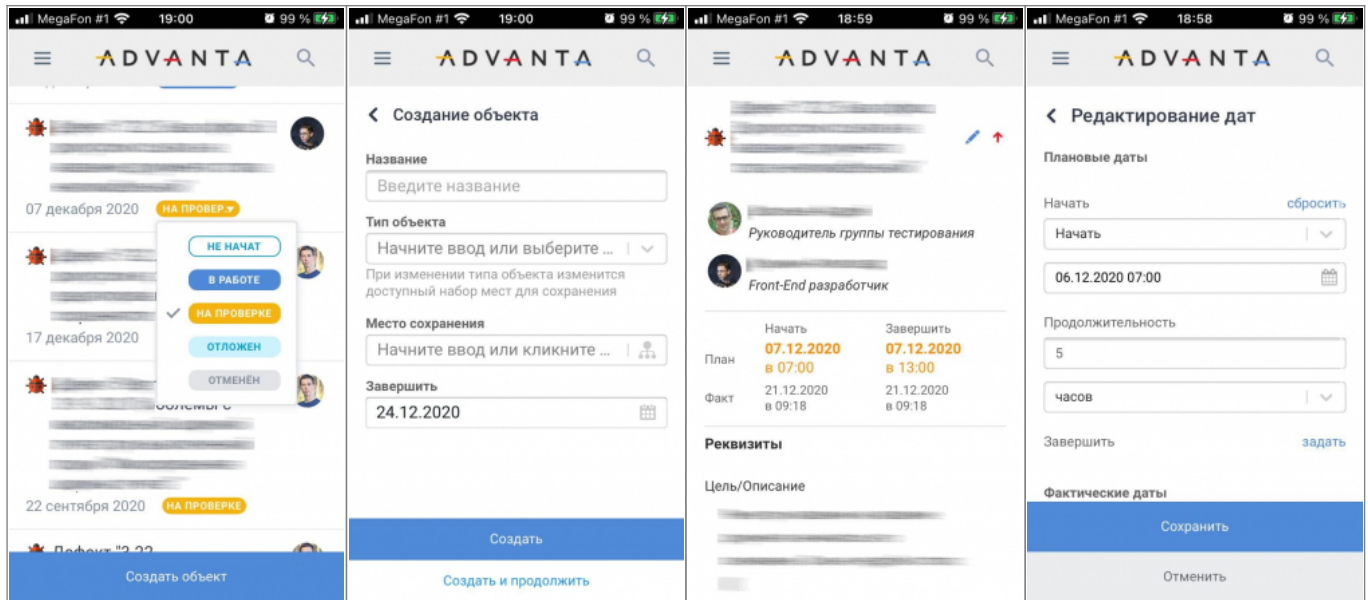 MegaFon #1 19:00 99 %
ADVANTA
07 декабря 2020 НА ПРОВЕР.
НЕ НАЧАТ
В РАБОТЕ
НА ПРОВЕРКЕ
ОТЛОЖЕН
ОТМЕНЁН
17 декабря 2020
22 сентября 2020 НА ПРОВЕРКЕ
Создать объект
MegaFon #1 19:00 99 %
ADVANTA
Создание объекта
Название
Введите название
Тип объекта
Начните ввод или выберите ...
При изменении типа объекта изменится
доступный набор мест для сохранения
Место сохранения
Начните ввод или кликните ...
Завершить
24.12.2020
Создать
Создать и продолжить
MegaFon #1 18:59 99 %
ADVANTA
Руководитель группы тестирования
Front-End разработчик
Начать Завершить
План 07.12.2020 07.12.2020
в 07:00 в 13:00
Факт 21.12.2020 21.12.2020
в 09:18 в 09:18
Реквизиты
Цель/Описание
MegaFon #1 18:58 99 %
ADVANTA
Редактирование дат
Плановые даты
Начать сбросить
Начать
06.12.2020 07:00
Продолжительность
5
часов
Завершить задать
Фактические даты
Сохранить
Отменить